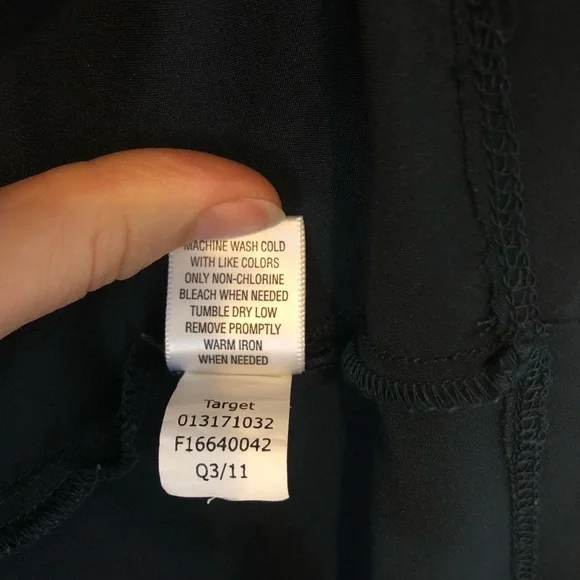 MACHINE WASH COLD
WITH LIKE COLORS
ONLY NON-CHLORINE
BLEACH WHEN NEEDED
TUMBLE DRY LOW
REMOVE PROMPTLY
WARM IRON
WHEN NEEDED
Target
013171032
F16640042
Q3/11